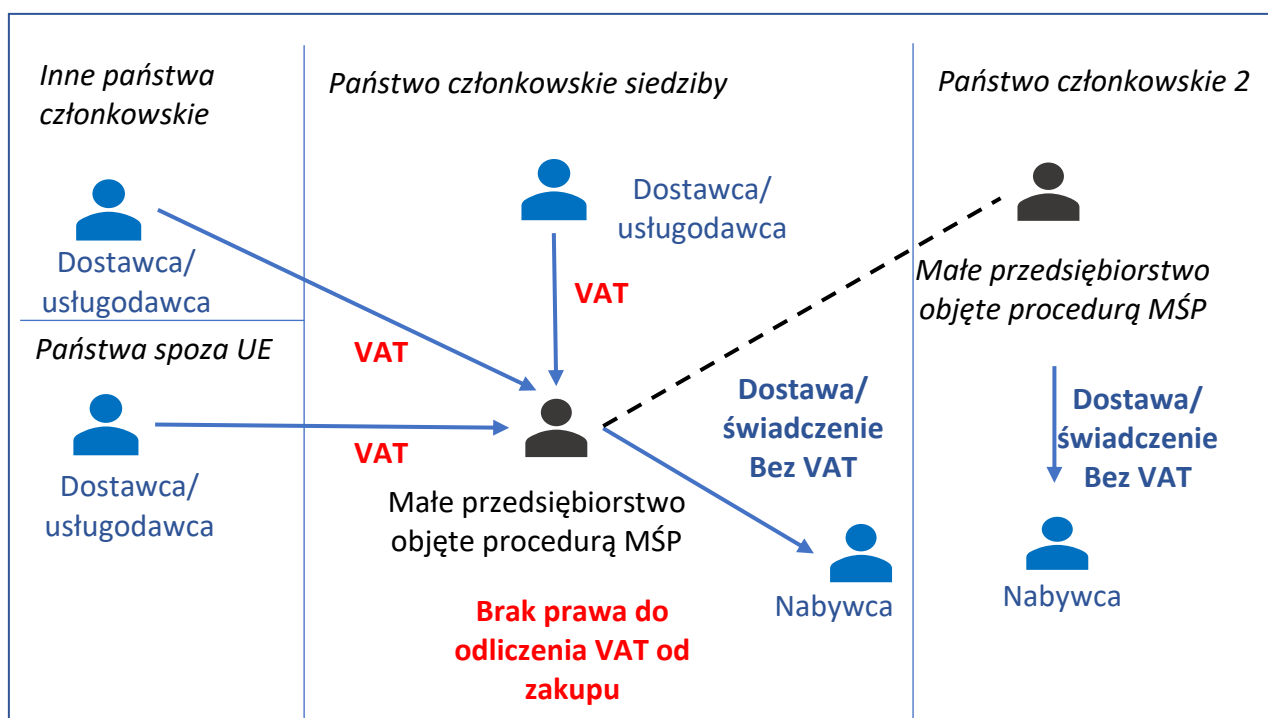 Inne państwa
członkowskie
Dostawca/
usługodawca
Państwa spoza UE
Dostawca/
usługodawca
VAT
VAT
Państwo członkowskie siedziby
Dostawca/
usługodawca
VAT
Małe przedsiębiorstwo
objęte procedurą MŚP
Brak prawa do
odliczenia VAT od
zakupu
Dostawa/
świadczenie
Bez VAT
Nabywca
Państwo członkowskie 2
Małe przedsiębiorstwo
objęte procedurą MŚP
Dostawa/
świadczenie
Bez VAT
Nabywca